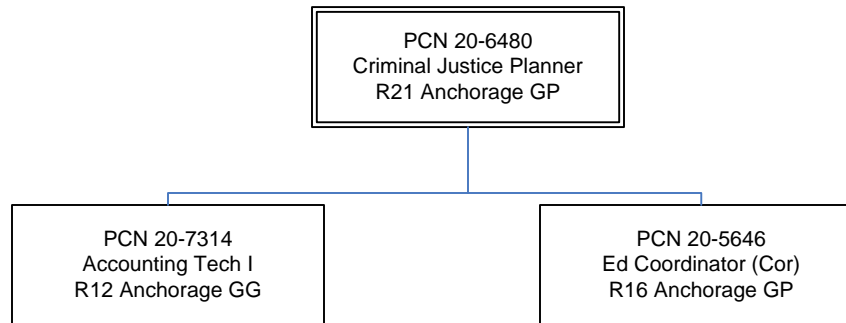 PCN 20-6480
Criminal Justice Planner
R21 Anchorage GP
PCN 20-7314
Accounting Tech I
R12 Anchorage GG
PCN 20-5646
Ed Coordinator (Cor)
R16 Anchorage GP